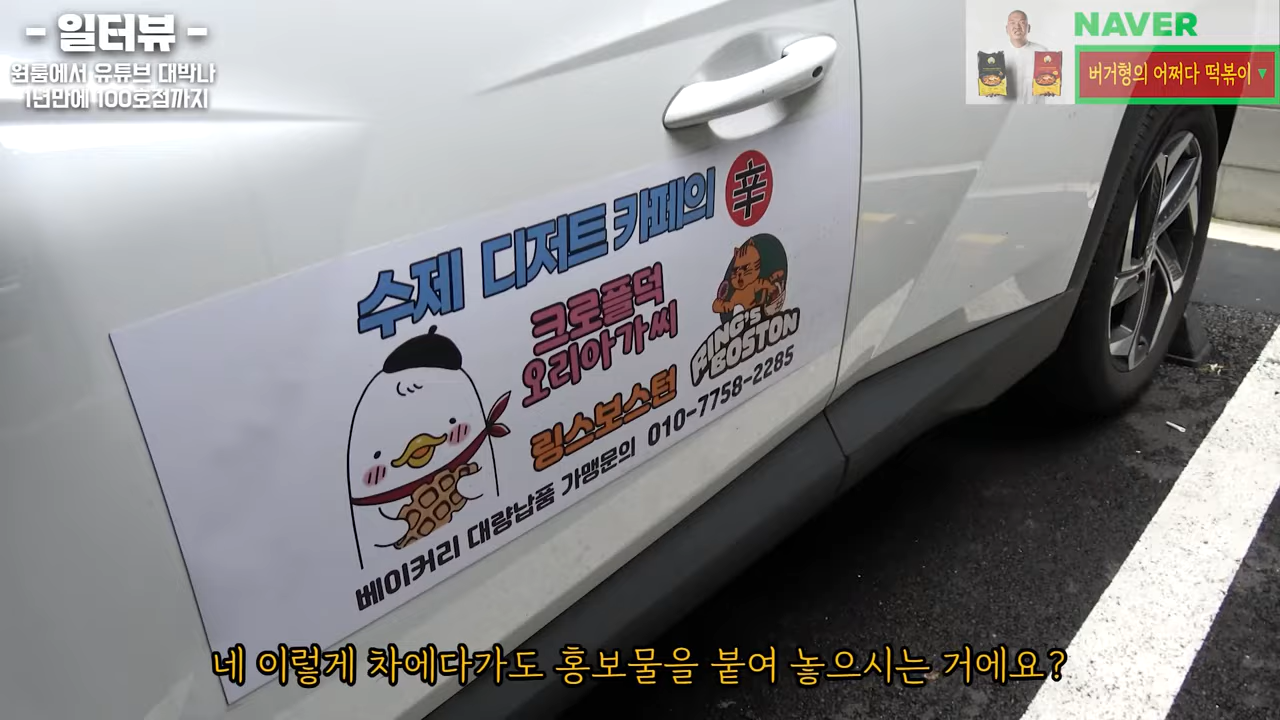 - 일터뷰 -
원룸에서 유튜브 대박나
1년만에 100호점까지
NAVER
버거형의 어쩌다 떡볶이
수제 디저트 카페의 辛
크로플덕
오리아가씨
링스보스턴
RING'S
BOSTON
베이커리 대량납품 가맹문의 010-7758-2285
네 이렇게 차에다가도 홍보물을 붙여 놓으시는 거에요?